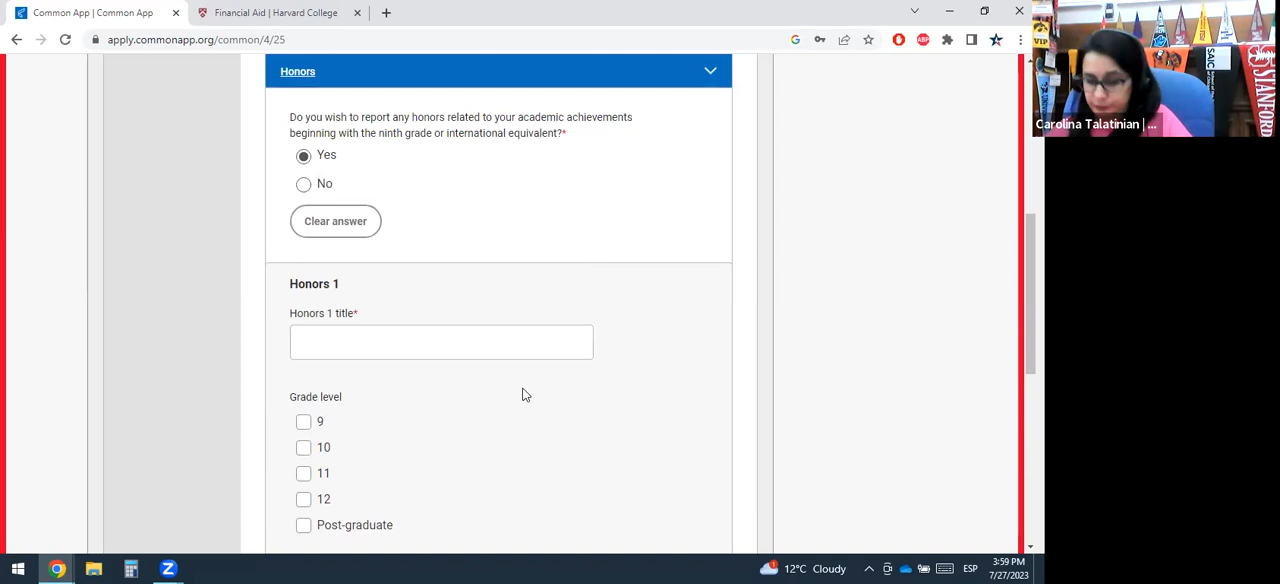 Common App | Common App
Financial Aid | Harvard College
apply.commonapp.org/common/4/25
Honors
Do you wish to report any honors related to your academic achievements
beginning with the ninth grade or international equivalent?*
Yes
No
Clear answer
Honors 1
Honors 1 title*
Grade level
9
10
11
12
Post-graduate
VIP
SAIC
STANFORD
Carolina Talatinian | ...
12°C Cloudy
ESP
3:59 PM
7/27/2023